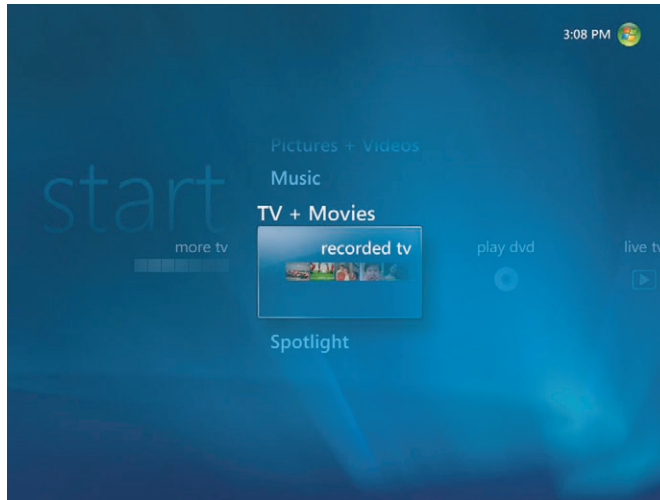 3:08 PM
Pictures + Videos
start
Music
TV + Movies
more tv
recorded tv
play dvd
live tv
Spotlight